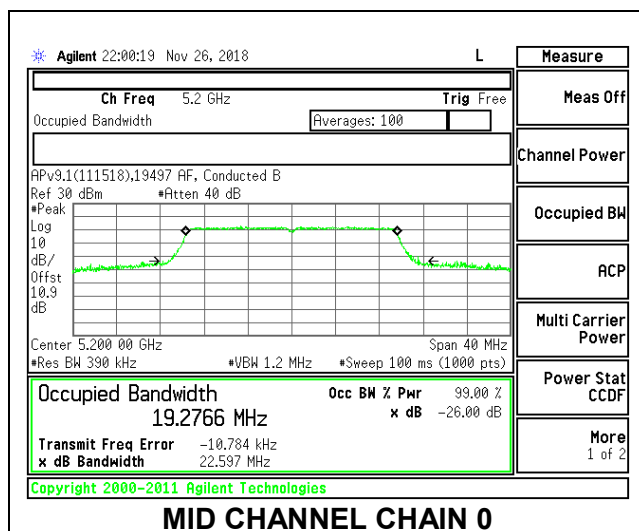 Agilent 22:00:19 Nov 26, 2018 L
Measure
Ch Freq 5.2 GHz Trig Free
Occupied Bandwidth Averages: 100
APv9.1(111518),19497 AF, Conducted B
Ref 30 dBm #Atten 40 dB
#Peak
Log
10
dB/
Offst
10.9
dB
Center 5.200 00 GHz Span 40 MHz
#Res BW 390 kHz #VBW 1.2 MHz #Sweep 100 ms (1000 pts)
Occupied Bandwidth Occ BW % Pwr 99.00 %
19.2766 MHz x dB -26.00 dB
Transmit Freq Error -10.784 kHz
x dB Bandwidth 22.597 MHz
Copyright 2000-2011 Agilent Technologies
Meas Off
Channel Power
Occupied BW
ACP
Multi Carrier
Power
Power Stat
CCDF
More
1 of 2
MID CHANNEL CHAIN 0